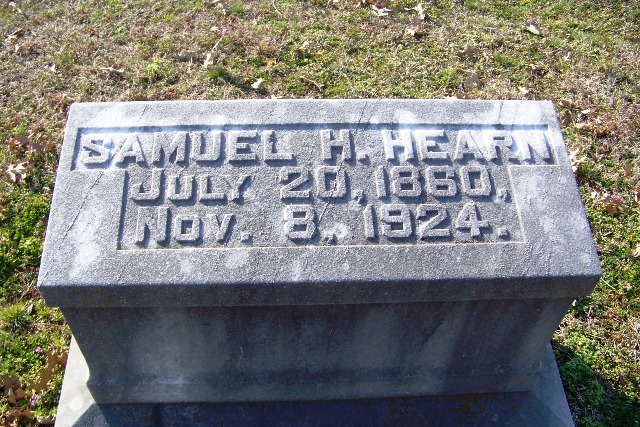 SAMUEL H. HEARN
JULY 20, 1860,
NOV. 8, 1924.